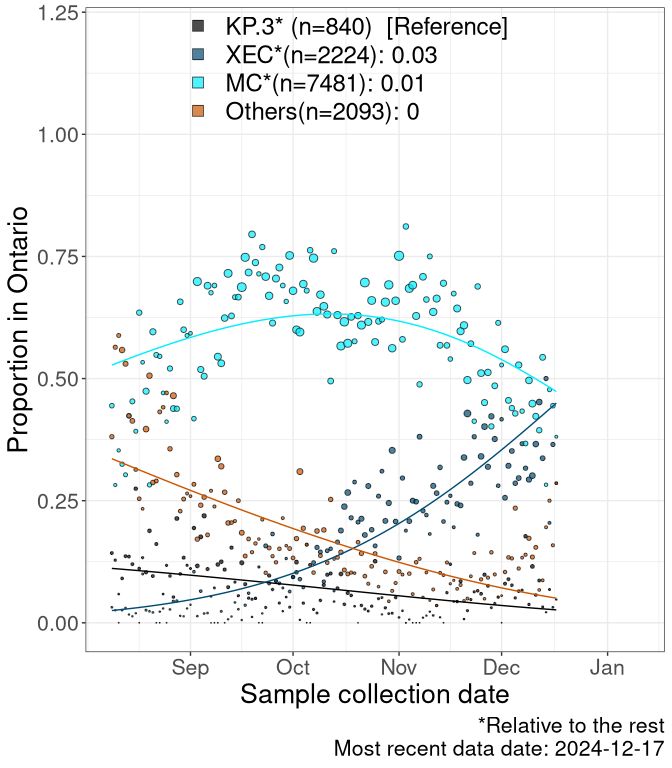 1.25
KP.3* (n=840)  [Reference]
XEC*(n=2224): 0.03
MC*(n=7481): 0.01
Others(n=2093): 0
1.00
0.75
0.50
0.25
0.00
Proportion in Ontario
Sep Oct Nov Dec Jan
Sample collection date
*Relative to the rest
Most recent data date: 2024-12-17